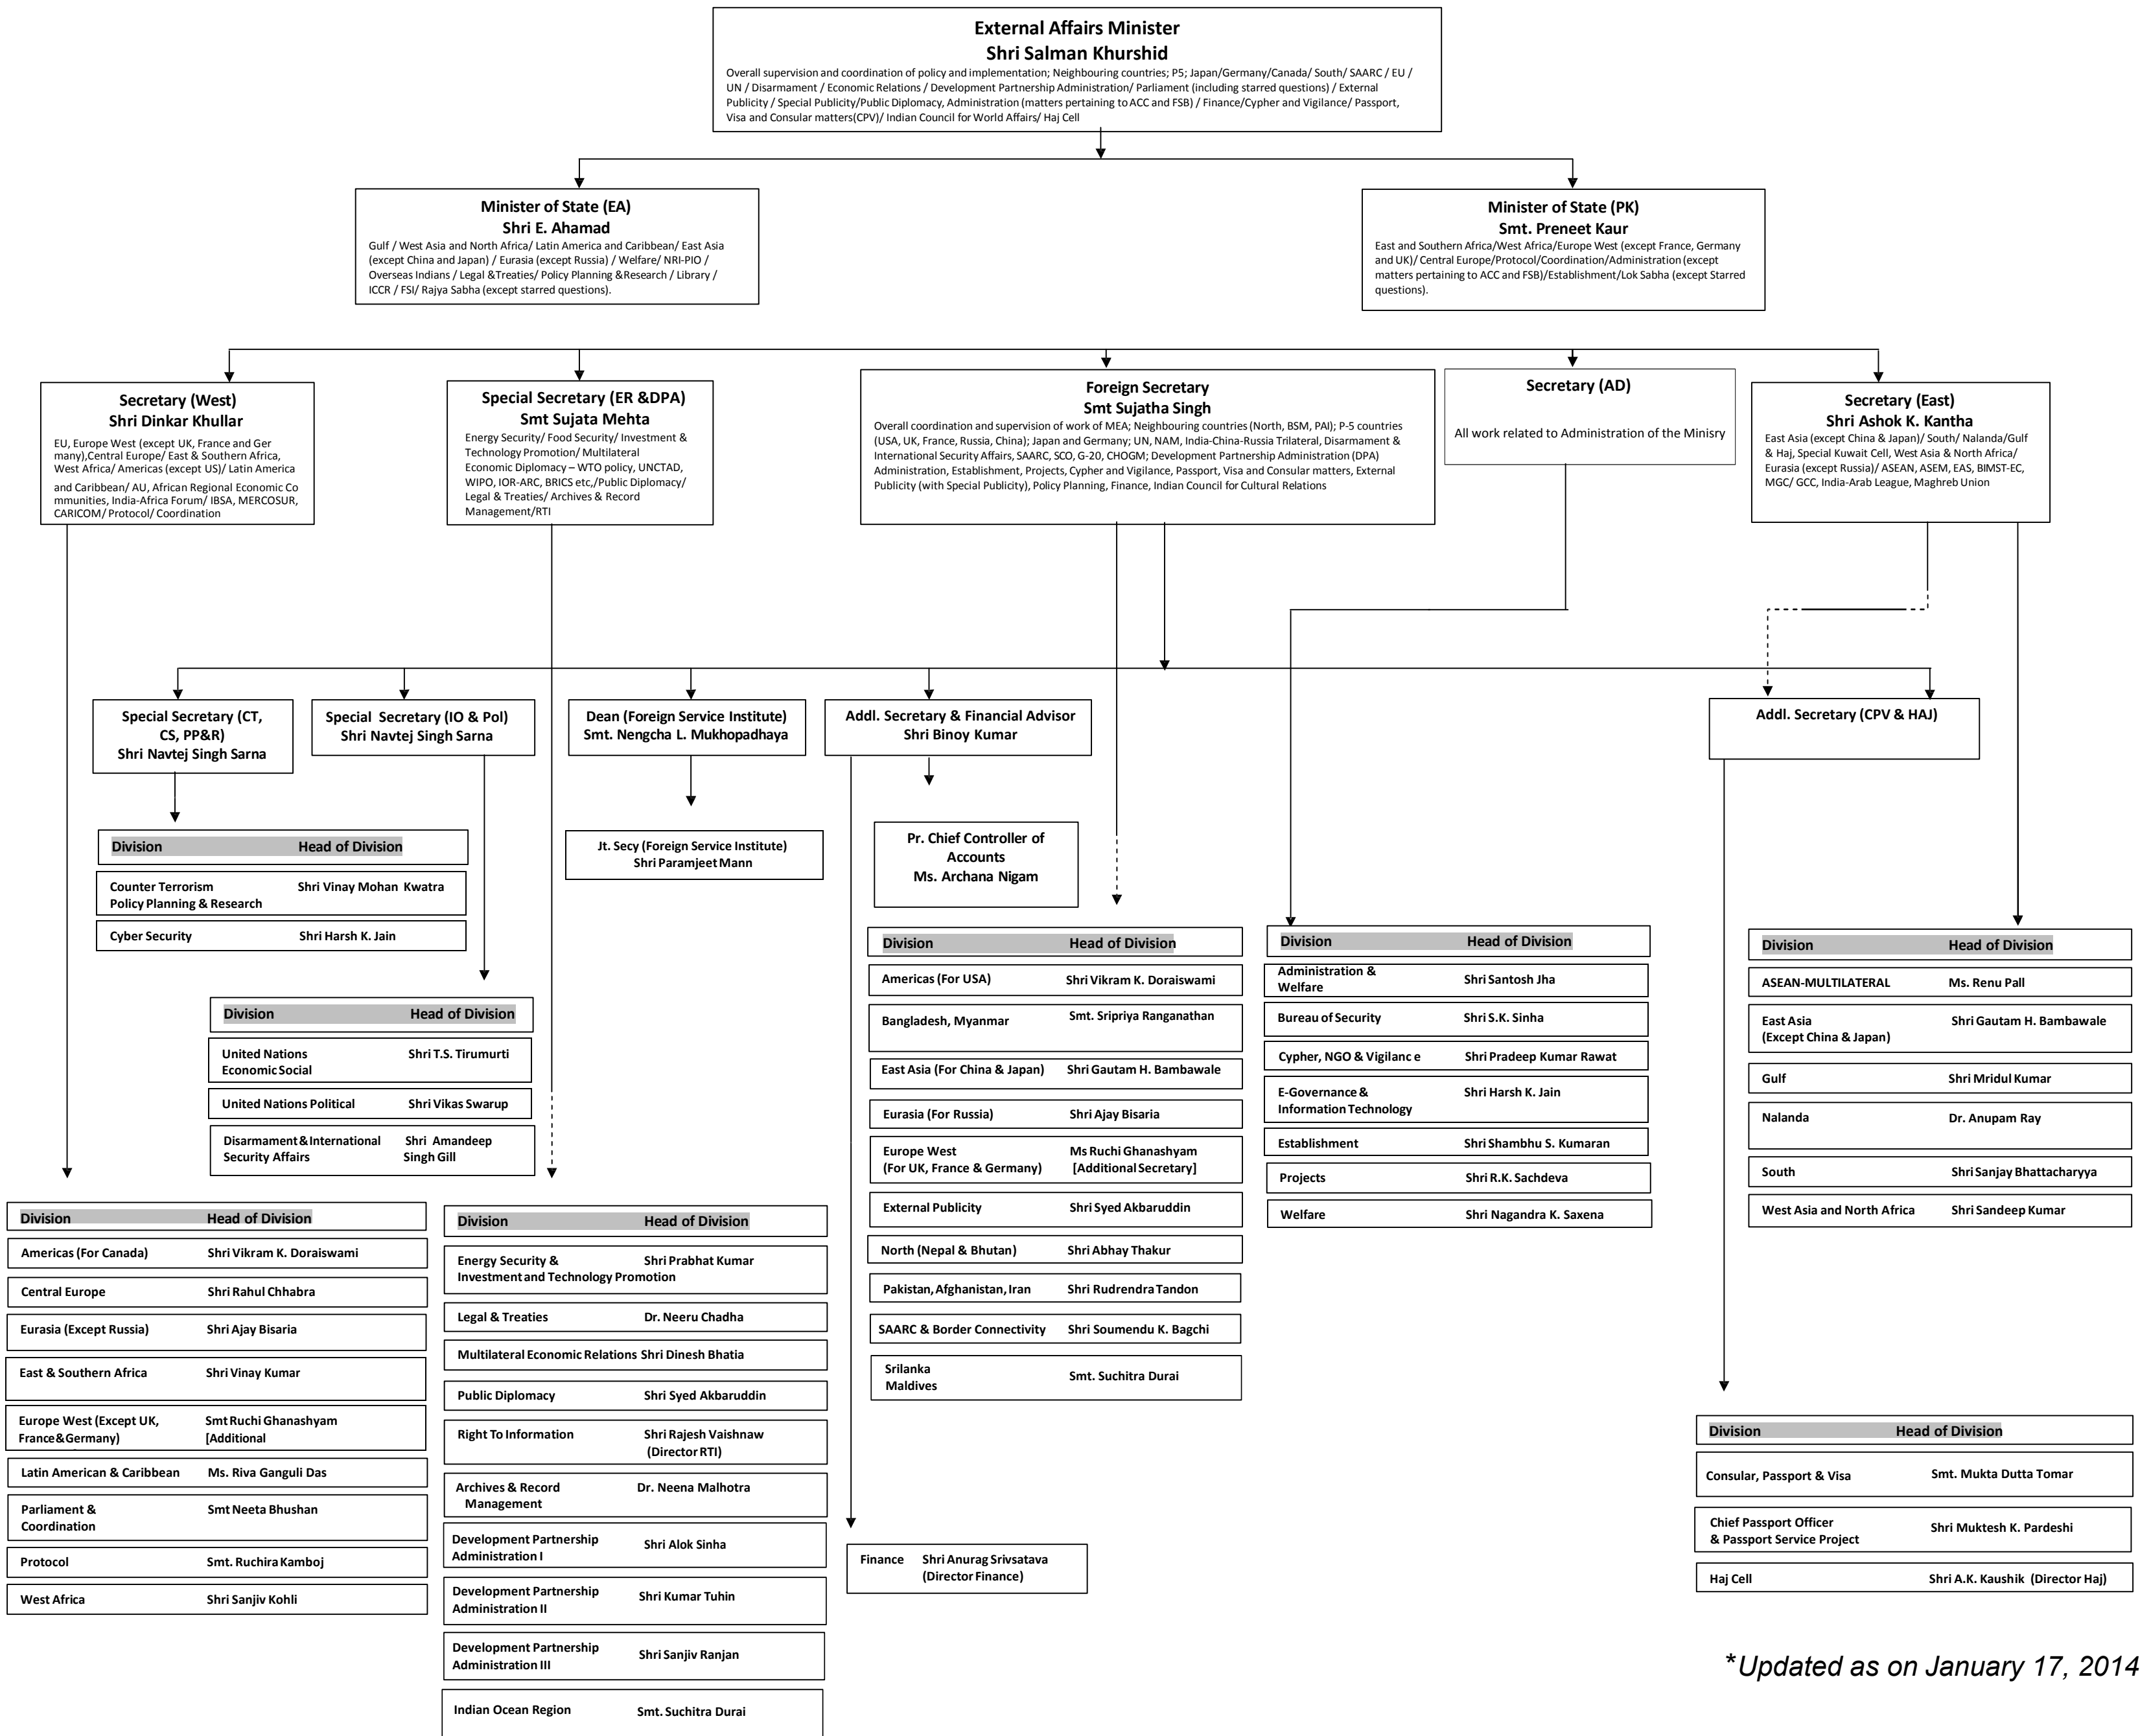 External Affairs Minister
Shri Salman Khurshid
Overall supervision and coordination of policy and implementation; Neighbouring countries; P5; Japan/Germany/Canada/ South/ SAARC / EU /
UN / Disarmament / Economic Relations / Development Partnership Administration/ Parliament (including starred questions) / External
Publicity / Special Publicity/Public Diplomacy, Administration (matters pertaining to ACC and FSB) / Finance/Cypher and Vigilance/ Passport,
Visa and Consular matters(CPV)/ Indian Council for World Affairs/ Haj Cell
Minister of State (EA)
Shri E. Ahamad
Gulf / West Asia and North Africa/ Latin America and Caribbean/ East Asia
(except China and Japan) / Eurasia (except Russia) / Welfare/ NRI-PIO /
Overseas Indians / Legal &Treaties/ Policy Planning &Research / Library /
ICCR / FSI/ Rajya Sabha (except starred questions).
Minister of State (PK)
Smt. Preneet Kaur
East and Southern Africa/West Africa/Europe West (except France, Germany
and UK)/ Central Europe/Protocol/Coordination/Administration (except
matters pertaining to ACC and FSB)/Establishment/Lok Sabha (except Starred
questions).
Secretary (West)
Shri Dinkar Khullar
EU, Europe West (except UK, France and Ger
many),Central Europe/ East & Southern Africa,
West Africa/ Americas (except US)/ Latin America
and Caribbean/ AU, African Regional Economic Co
mmunities, India-Africa Forum/ IBSA, MERCOSUR,
CARICOM/ Protocol/ Coordination
Special Secretary (ER &DPA)
Smt Sujata Mehta
Energy Security/ Food Security/ Investment &
Technology Promotion/ Multilateral
Economic Diplomacy – WTO policy, UNCTAD,
WIPO, IOR-ARC, BRICS etc,/Public Diplomacy/
Legal & Treaties/ Archives & Record
Management/RTI
Foreign Secretary
Smt Sujatha Singh
Overall coordination and supervision of work of MEA; Neighbouring countries (North, BSM, PAI); P-5 countries
(USA, UK, France, Russia, China); Japan and Germany; UN, NAM, India-China-Russia Trilateral, Disarmament &
International Security Affairs, SAARC, SCO, G-20, CHOGM; Development Partnership Administration (DPA)
Administration, Establishment, Projects, Cypher and Vigilance, Passport, Visa and Consular matters, External
Publicity (with Special Publicity), Policy Planning, Finance, Indian Council for Cultural Relations
Secretary (AD)
All work related to Administration of the Minisry
Secretary (East)
Shri Ashok K. Kantha
East Asia (except China & Japan)/ South/ Nalanda/Gulf
& Haj, Special Kuwait Cell, West Asia & North Africa/
Eurasia (except Russia)/ ASEAN, ASEM, EAS, BIMST-EC,
MGC/ GCC, India-Arab League, Maghreb Union
Special Secretary (CT,
CS, PP&R)
Shri Navtej Singh Sarna
Special Secretary (IO & Pol)
Shri Navtej Singh Sarna
Dean (Foreign Service Institute)
Smt. Nengcha L. Mukhopadhaya
Addl. Secretary & Financial Advisor
Shri Binoy Kumar
Addl. Secretary (CPV & HAJ)
Division Head of Division
Counter Terrorism Shri Vinay Mohan Kwatra
Policy Planning & Research
Cyber Security Shri Harsh K. Jain
Jt. Secy (Foreign Service Institute)
Shri Paramjeet Mann
Pr. Chief Controller of
Accounts
Ms. Archana Nigam
Division Head of Division
United Nations Shri T.S. Tirumurti
Economic Social
United Nations Political Shri Vikas Swarup
Disarmament & International Shri Amandeep
Security Affairs Singh Gill
Division Head of Division
Americas (For USA) Shri Vikram K. Doraiswami
Bangladesh, Myanmar Smt. Sripriya Ranganathan
East Asia (For China & Japan) Shri Gautam H. Bambawale
Eurasia (For Russia) Shri Ajay Bisaria
Europe West Ms Ruchi Ghanashyam
(For UK, France & Germany) [Additional Secretary]
External Publicity Shri Syed Akbaruddin
North (Nepal & Bhutan) Shri Abhay Thakur
Pakistan, Afghanistan, Iran Shri Rudrendra Tandon
SAARC & Border Connectivity Shri Soumendu K. Bagchi
Srilanka
Maldives Smt. Suchitra Durai
Division Head of Division
Administration &
Welfare Shri Santosh Jha
Bureau of Security Shri S.K. Sinha
Cypher, NGO & Vigilanc e Shri Pradeep Kumar Rawat
E-Governance & Shri Harsh K. Jain
Information Technology
Establishment Shri Shambhu S. Kumaran
Projects Shri R.K. Sachdeva
Welfare Shri Nagandra K. Saxena
Division Head of Division
ASEAN-MULTILATERAL Ms. Renu Pall
East Asia Shri Gautam H. Bambawale
(Except China & Japan)
Gulf Shri Mridul Kumar
Nalanda Dr. Anupam Ray
South Shri Sanjay Bhattacharyya
West Asia and North Africa Shri Sandeep Kumar
Division Head of Division
Americas (For Canada) Shri Vikram K. Doraiswami
Central Europe Shri Rahul Chhabra
Eurasia (Except Russia) Shri Ajay Bisaria
East & Southern Africa Shri Vinay Kumar
Europe West (Except UK, Smt Ruchi Ghanashyam
France&Germany) [Additional
Latin American & Caribbean Ms. Riva Ganguli Das
Parliament & Smt Neeta Bhushan
Coordination
Protocol Smt. Ruchira Kamboj
West Africa Shri Sanjiv Kohli
Division Head of Division
Energy Security & Shri Prabhat Kumar
Investment and Technology Promotion
Legal & Treaties Dr. Neeru Chadha
Multilateral Economic Relations Shri Dinesh Bhatia
Public Diplomacy Shri Syed Akbaruddin
Right To Information Shri Rajesh Vaishnaw
(Director RTI)
Archives & Record Dr. Neena Malhotra
Management
Development Partnership Shri Alok Sinha
Administration I
Development Partnership Shri Kumar Tuhin
Administration II
Development Partnership Shri Sanjiv Ranjan
Administration III
Indian Ocean Region Smt. Suchitra Durai
Finance Shri Anurag Srivsatava
(Director Finance)
Division Head of Division
Consular, Passport & Visa Smt. Mukta Dutta Tomar
Chief Passport Officer Shri Muktesh K. Pardeshi
& Passport Service Project
Haj Cell Shri A.K. Kaushik (Director Haj)
*Updated as on January 17, 2014